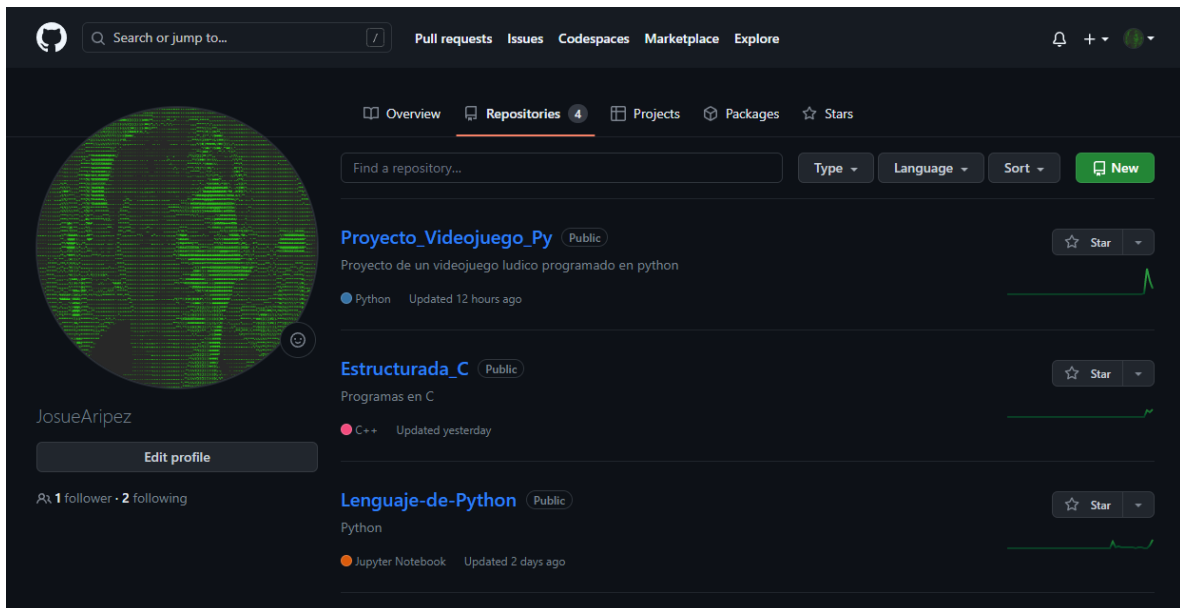 Search or jump to... / Pull requests Issues Codespaces Marketplace Explore
Overview Repositories 4 Projects Packages Stars
Find a repository... Type Language Sort New
Proyecto_Videojuego_Py Public Star
Proyecto de un videojuego ludico programado en python
Python Updated 12 hours ago
Estructurada_C Public Star
Programas en C
C++ Updated yesterday
JosueAripez
Edit profile
1 follower · 2 following
Lenguaje-de-Python Public Star
Python
Jupyter Notebook Updated 2 days ago